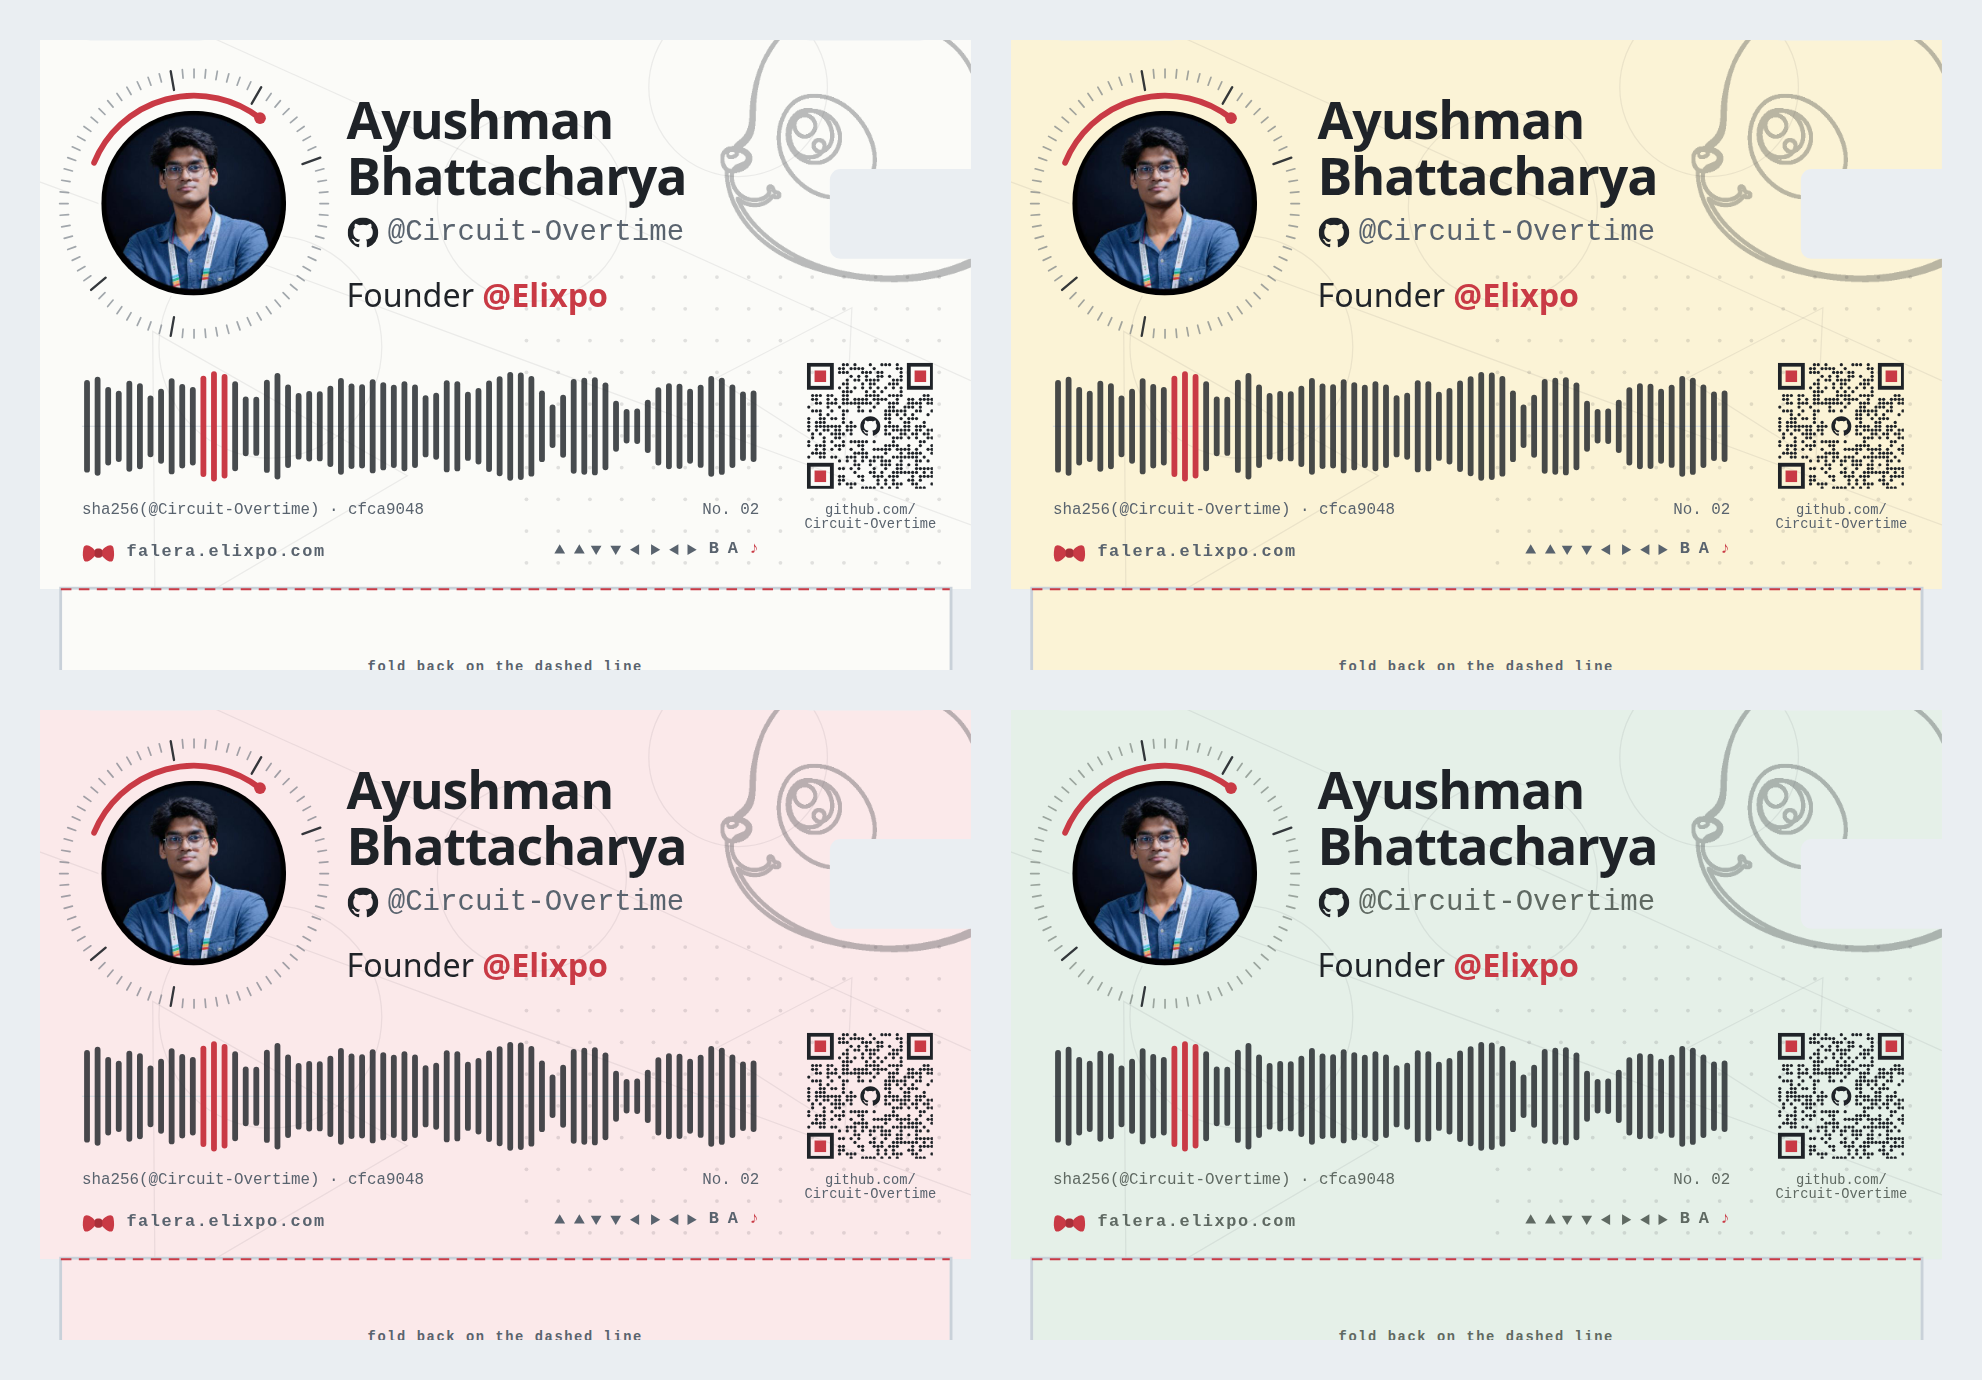 Ayushman
Bhattacharya
@Circuit-Overtime
Founder @Elixpo
sha256(@Circuit-Overtime) · cfca9048
No. 02
github.com/
Circuit-Overtime
falera.elixpo.com
▲ ▲ ▼ ▼ ◀ ▶ ◀ ▶ B A ♪
fold back on the dashed line
Ayushman
Bhattacharya
@Circuit-Overtime
Founder @Elixpo
sha256(@Circuit-Overtime) · cfca9048
No. 02
github.com/
Circuit-Overtime
falera.elixpo.com
▲ ▲ ▼ ▼ ◀ ▶ ◀ ▶ B A ♪
fold back on the dashed line
Ayushman
Bhattacharya
@Circuit-Overtime
Founder @Elixpo
sha256(@Circuit-Overtime) · cfca9048
No. 02
github.com/
Circuit-Overtime
falera.elixpo.com
▲ ▲ ▼ ▼ ◀ ▶ ◀ ▶ B A ♪
fold back on the dashed line
Ayushman
Bhattacharya
@Circuit-Overtime
Founder @Elixpo
sha256(@Circuit-Overtime) · cfca9048
No. 02
github.com/
Circuit-Overtime
falera.elixpo.com
▲ ▲ ▼ ▼ ◀ ▶ ◀ ▶ B A ♪
fold back on the dashed line